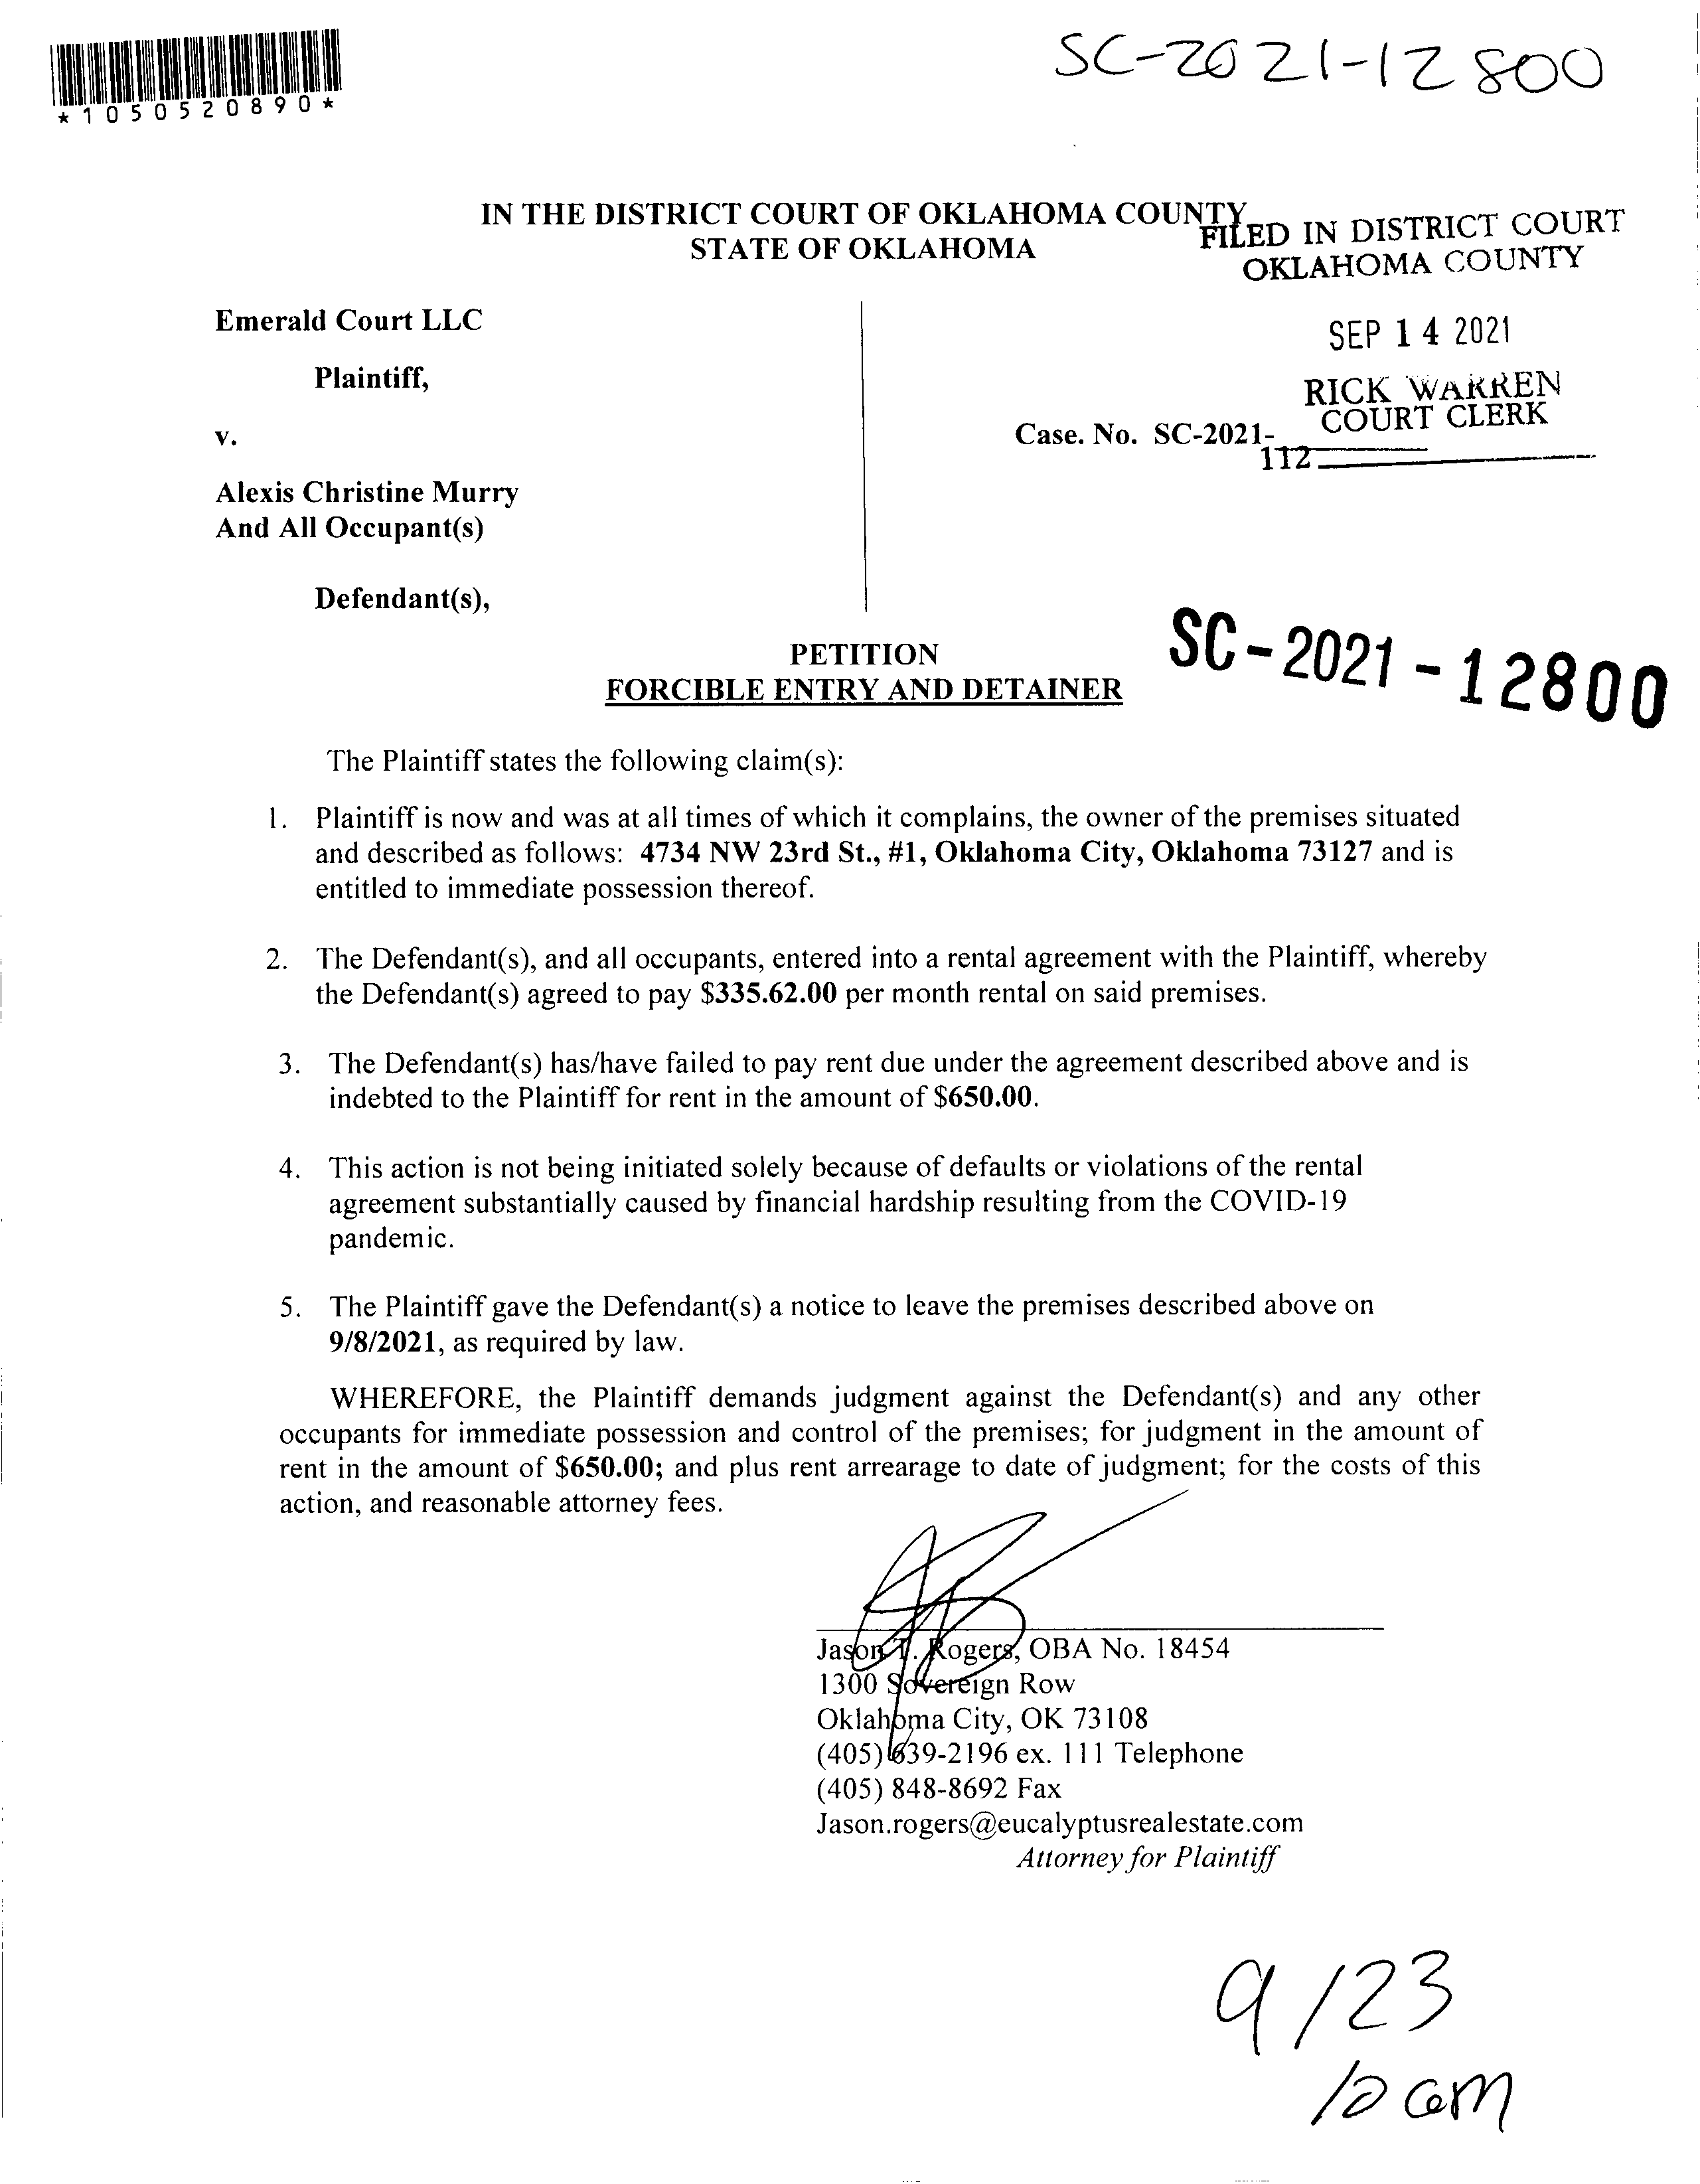 *1050520890*
SC-2021-12800
IN THE DISTRICT COURT OF OKLAHOMA COUNTY
STATE OF OKLAHOMA
FILED IN DISTRICT COURT
OKLAHOMA COUNTY
SEP 14 2021
RICK WARREN
COURT CLERK
112
Emerald Court LLC
Plaintiff,
v.
Case. No. SC-2021-
Alexis Christine Murry
And All Occupant(s)
Defendant(s),
SC-2021-12800
PETITION
FORCIBLE ENTRY AND DETAINER
The Plaintiff states the following claim(s):
1. Plaintiff is now and was at all times of which it complains, the owner of the premises situated
and described as follows: 4734 NW 23rd St., #1, Oklahoma City, Oklahoma 73127 and is
entitled to immediate possession thereof.
2. The Defendant(s), and all occupants, entered into a rental agreement with the Plaintiff, whereby
the Defendant(s) agreed to pay $335.62.00 per month rental on said premises.
3. The Defendant(s) has/have failed to pay rent due under the agreement described above and is
indebted to the Plaintiff for rent in the amount of $650.00.
4. This action is not being initiated solely because of defaults or violations of the rental
agreement substantially caused by financial hardship resulting from the COVID-19
pandemic.
5. The Plaintiff gave the Defendant(s) a notice to leave the premises described above on
9/8/2021, as required by law.
WHEREFORE, the Plaintiff demands judgment against the Defendant(s) and any other
occupants for immediate possession and control of the premises; for judgment in the amount of
rent in the amount of $650.00; and plus rent arrearage to date of judgment; for the costs of this
action, and reasonable attorney fees.
Jason T. Rogers, OBA No. 18454
1300 Sovereign Row
Oklahoma City, OK 73108
(405) 639-2196 ex. 111 Telephone
(405) 848-8692 Fax
Jason.rogers@eucalyptusrealestate.com
Attorney for Plaintiff
9/23
10am